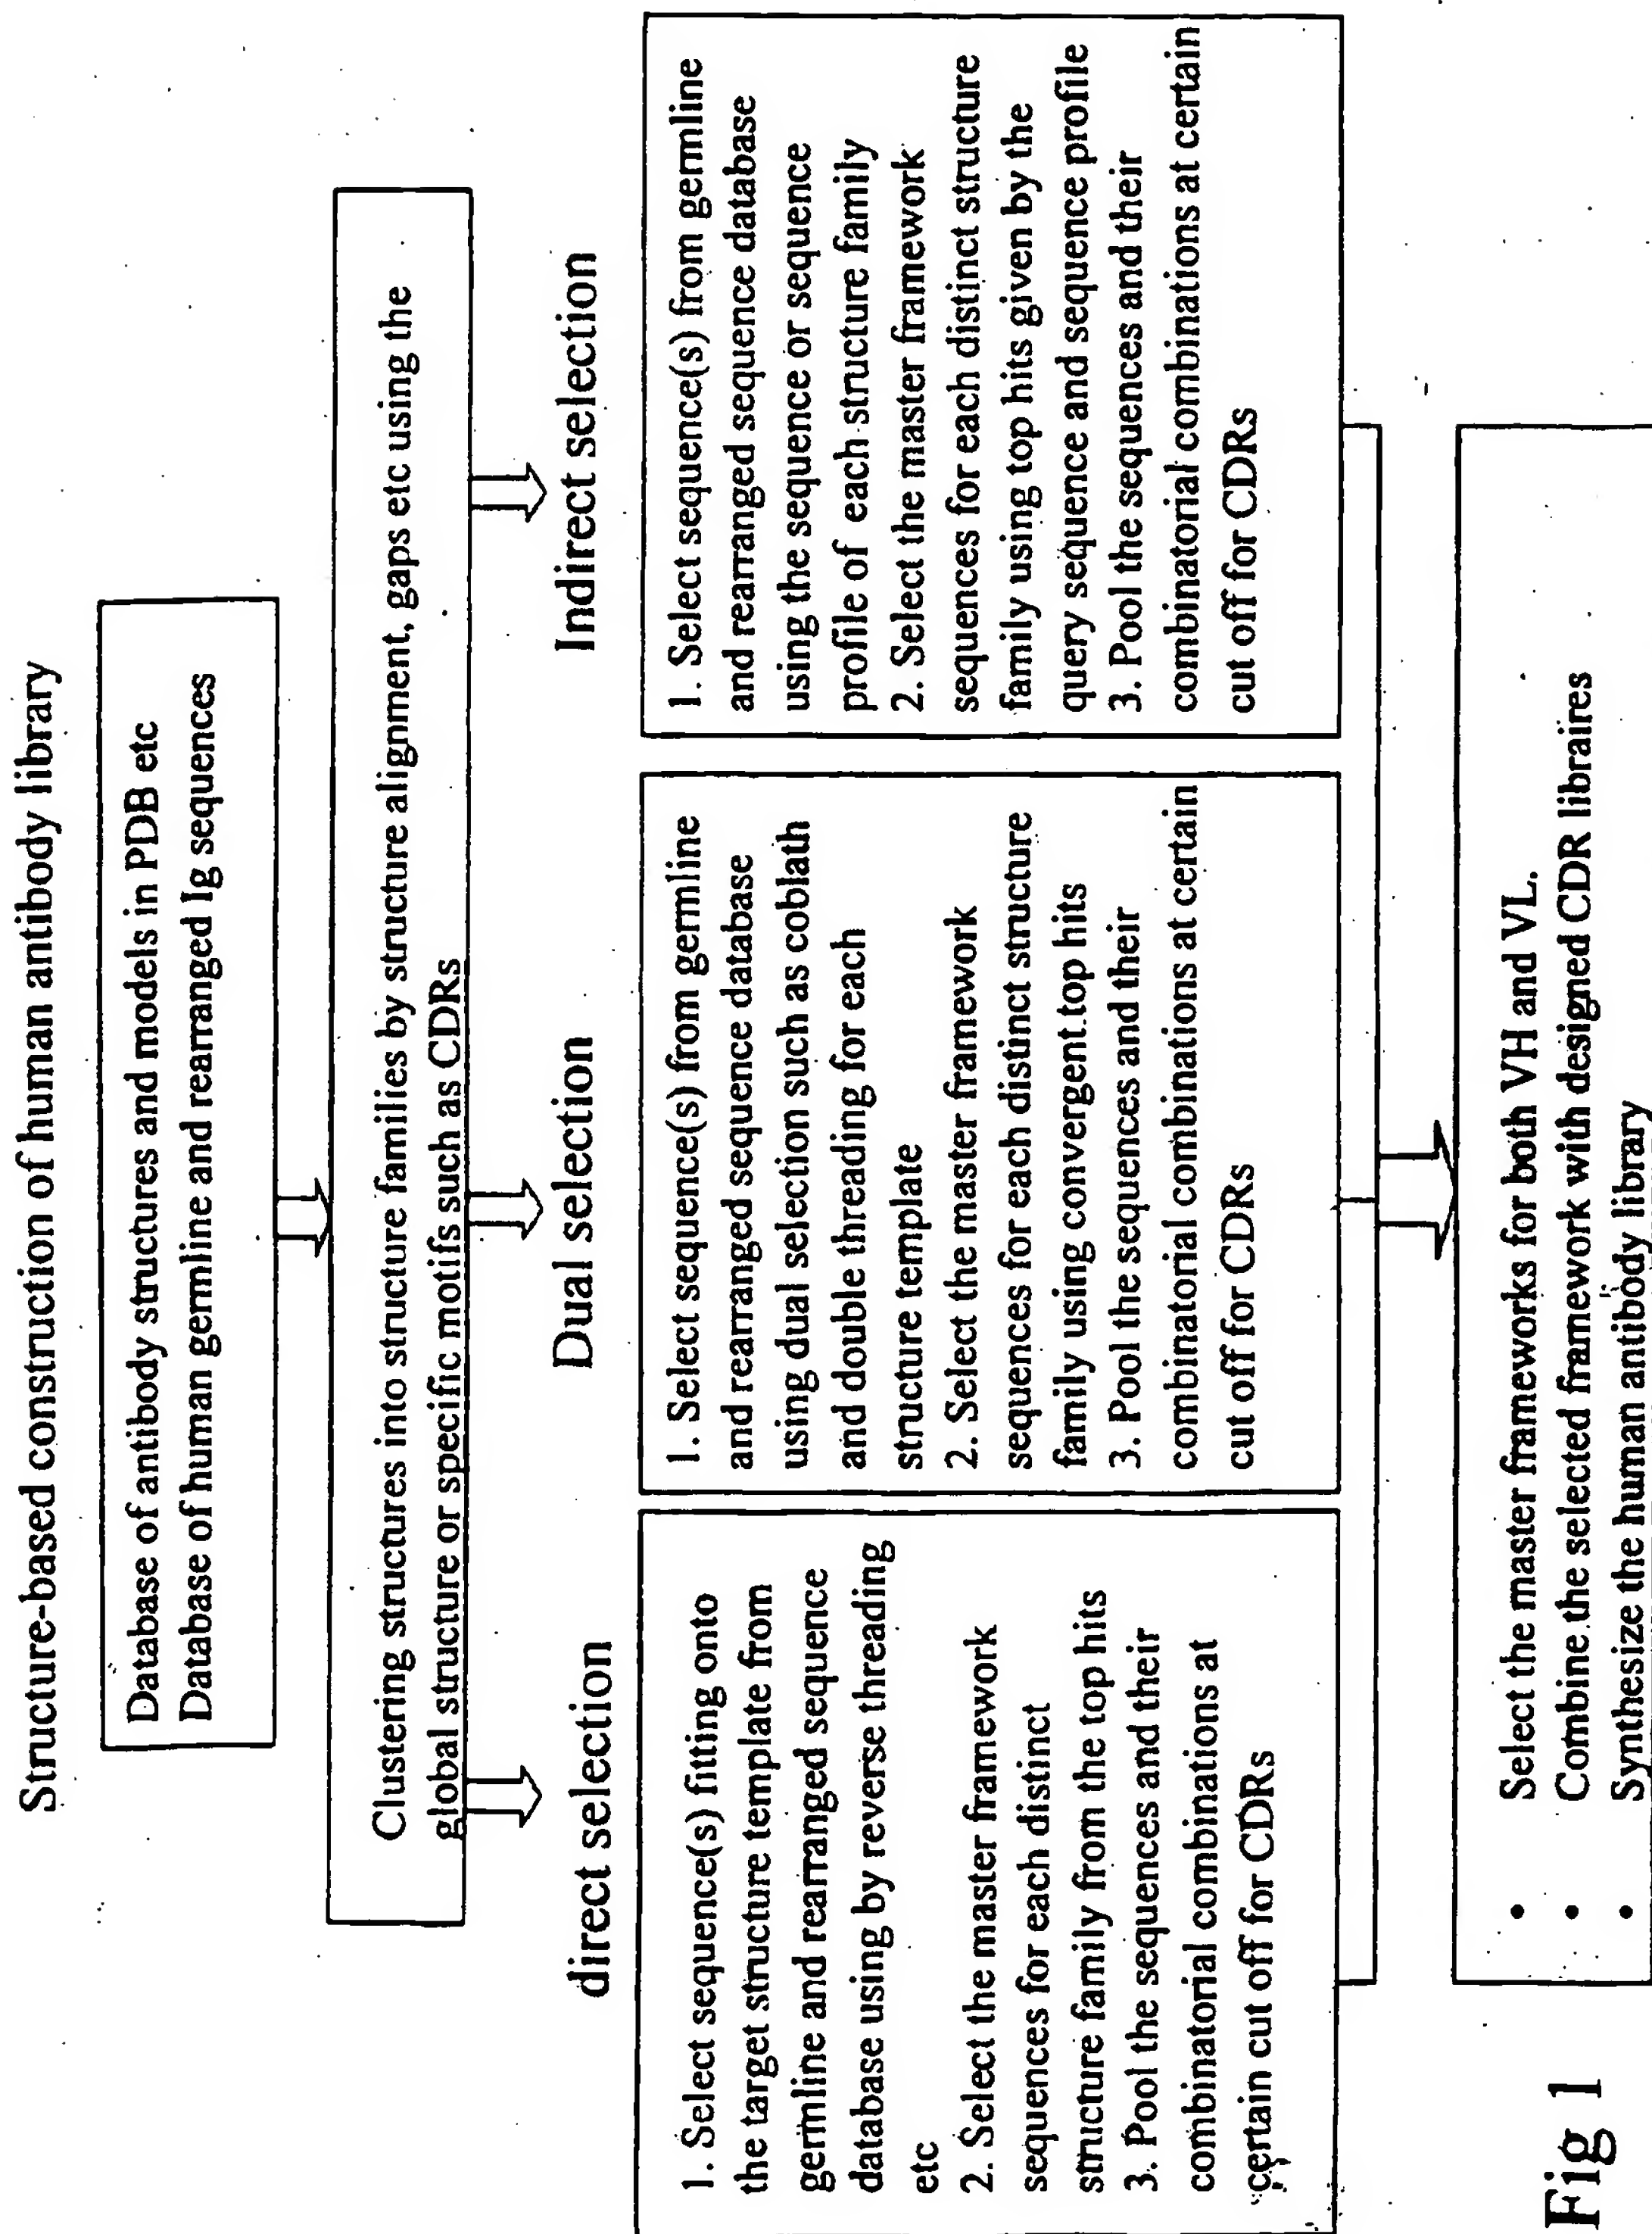 Structure-based construction of human antibody library
Database of antibody structures and models in PDB etc
Database of human germline and rearranged Ig sequences
Clustering structures into structure families by structure alignment, gaps etc using the
global structure or specific motifs such as CDRs
direct selection
1. Select sequence(s) fitting onto
the target structure template from
germline and rearranged sequence
database using by reverse threading
etc
2. Select the master framework
sequences for each distinct
structure family from the top hits
3. Pool the sequences and their
combinatorial combinations at
certain cut off for CDRs
Dual selection
1. Select sequence(s) from germline
and rearranged sequence database
using dual selection such as coblath
and double threading for each
structure template
2. Select the master framework
sequences for each distinct structure
family using convergent top hits
3. Pool the sequences and their
combinatorial combinations at certain
cut off for CDRs
Indirect selection
1. Select sequence(s) from germline
and rearranged sequence database
using the sequence or sequence
profile of each structure family
2. Select the master framework
sequences for each distinct structure
family using top hits given by the
query sequence and sequence profile
3. Pool the sequences and their
combinatorial combinations at certain
cut off for CDRs
• Select the master frameworks for both VH and VL.
• Combine the selected framework with designed CDR libraires
• Synthesize the human antibody library
Fig 1